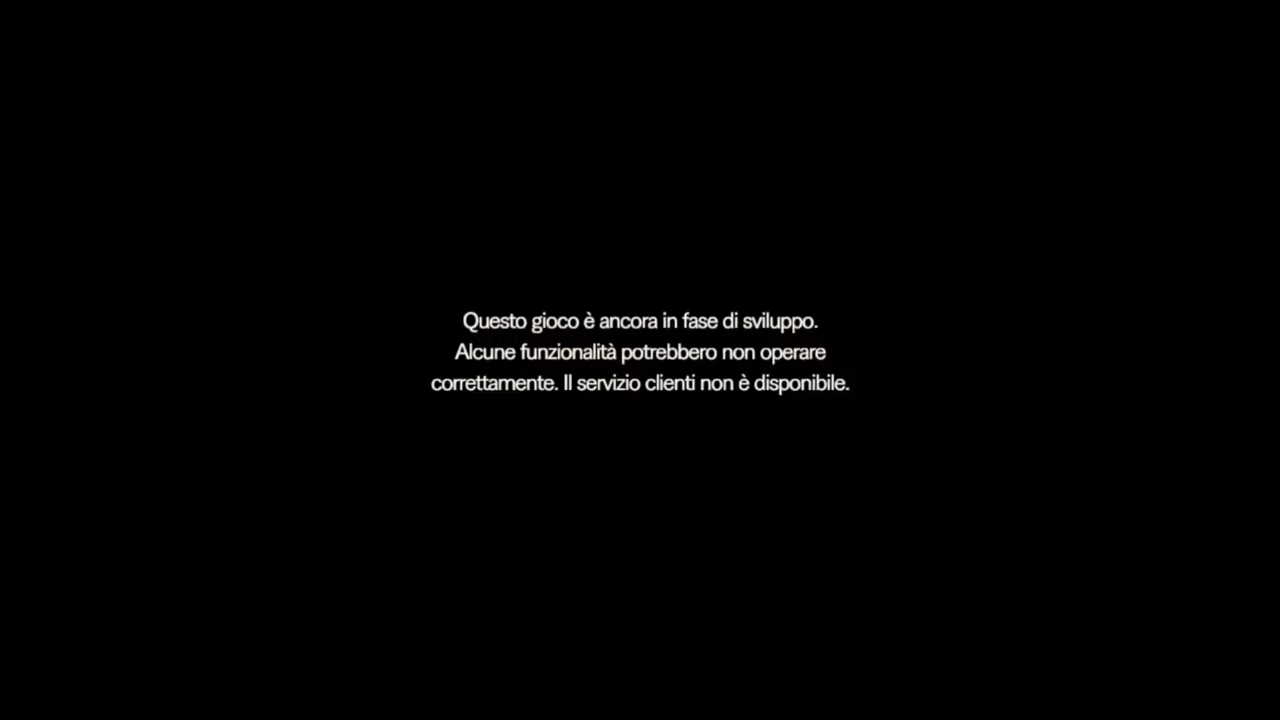 Questo gioco è ancora in fase di sviluppo.
Alcune funzionalità potrebbero non operare
correttamente. Il servizio clienti non è disponibile.